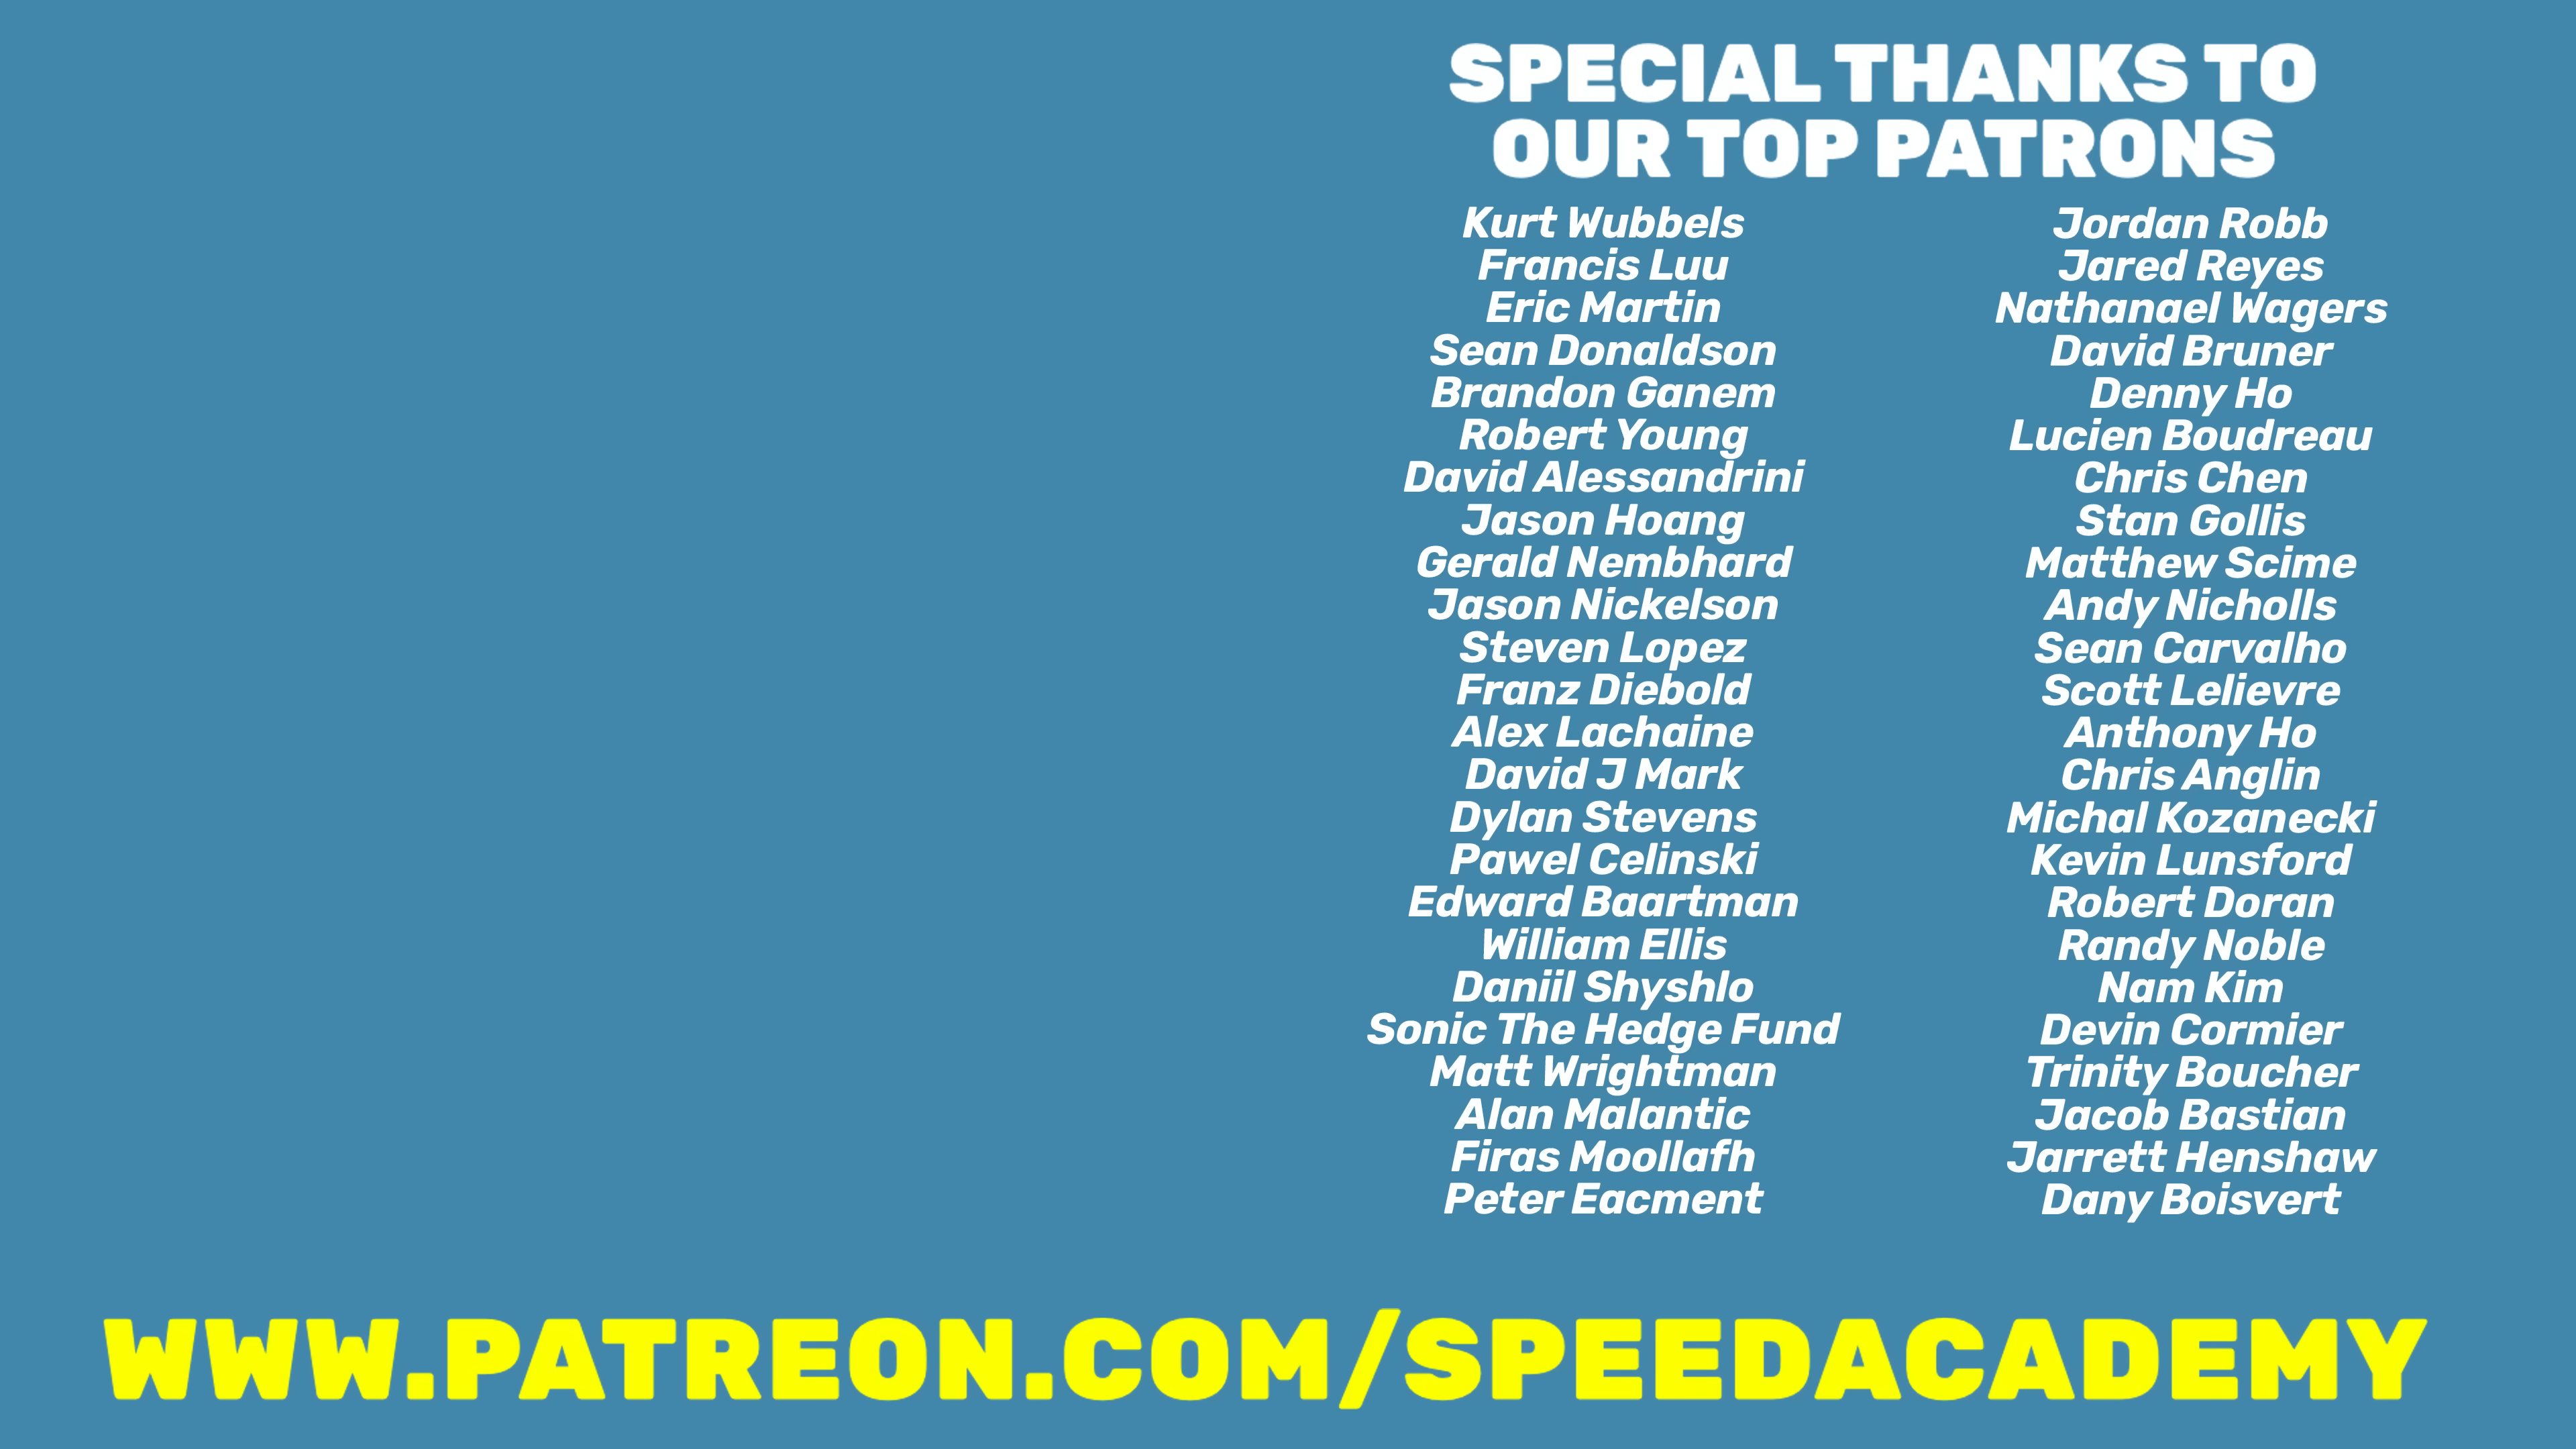 SPECIAL THANKS TO
OUR TOP PATRONS
Kurt Wubbels
Francis Luu
Eric Martin
Sean Donaldson
Brandon Ganem
Robert Young
David Alessandrini
Jason Hoang
Gerald Nembhard
Jason Nickelson
Steven Lopez
Franz Diebold
Alex Lachaine
David J Mark
Dylan Stevens
Pawel Celinski
Edward Baartman
William Ellis
Daniil Shyshlo
Sonic The Hedge Fund
Matt Wrightman
Alan Malantic
Firas Moollafh
Peter Eacment
Jordan Robb
Jared Reyes
Nathanael Wagers
David Bruner
Denny Ho
Lucien Boudreau
Chris Chen
Stan Gollis
Matthew Scime
Andy Nicholls
Sean Carvalho
Scott Lelievre
Anthony Ho
Chris Anglin
Michal Kozanecki
Kevin Lunsford
Robert Doran
Randy Noble
Nam Kim
Devin Cormier
Trinity Boucher
Jacob Bastian
Jarrett Henshaw
Dany Boisvert
WWW.PATREON.COM/SPEEDACADEMY